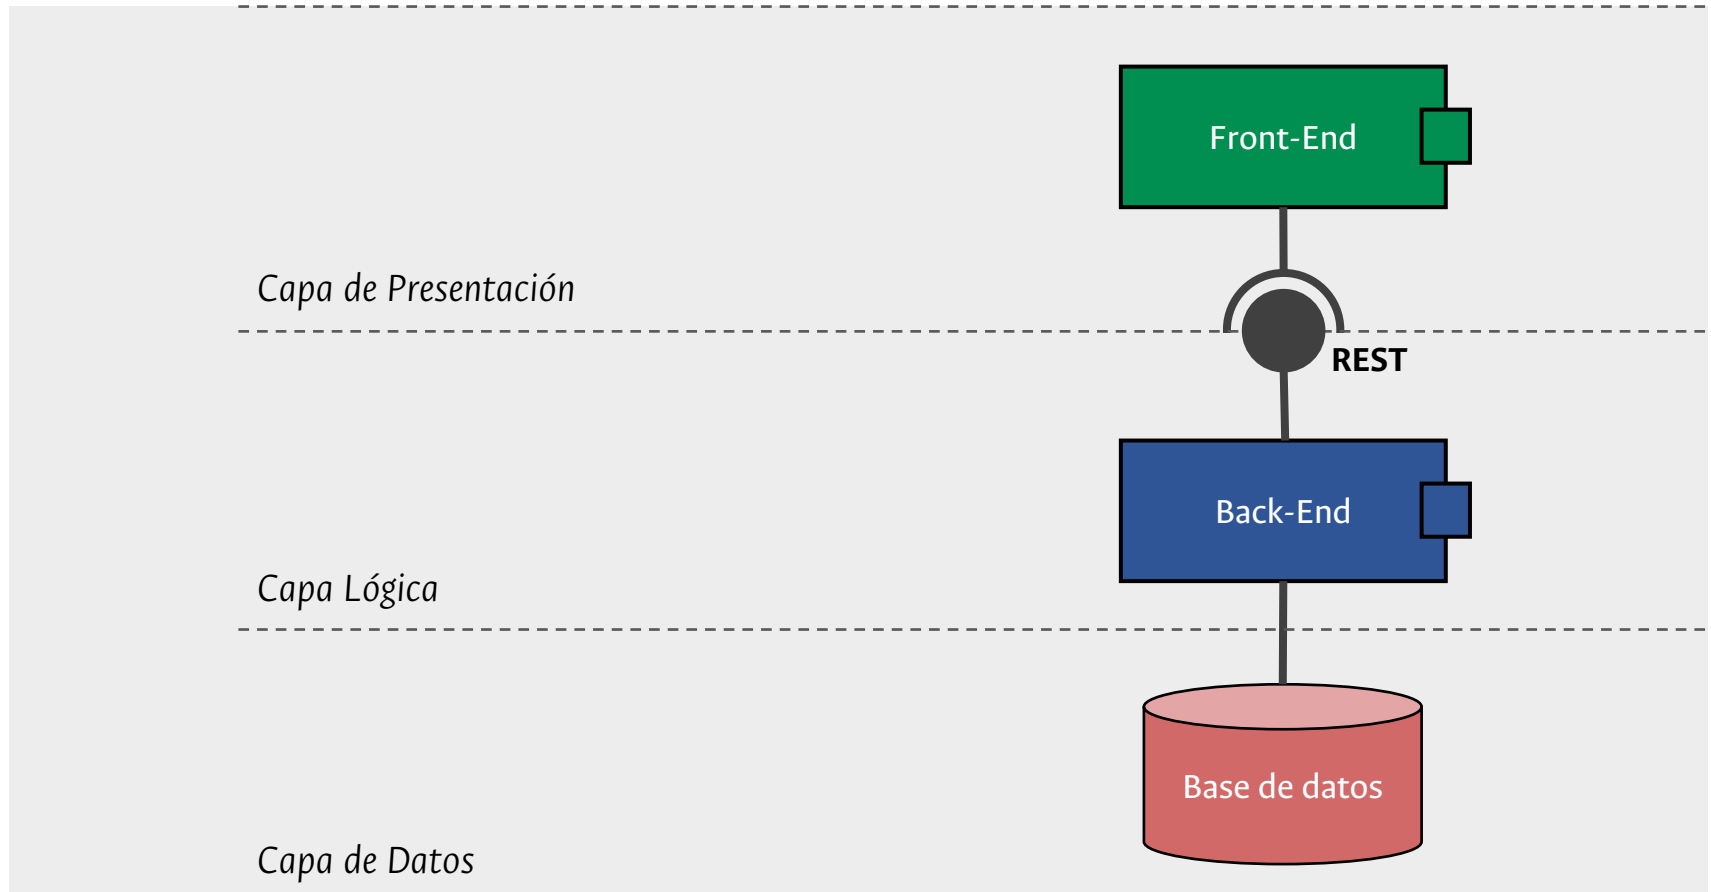 Front-End
Capa de Presentación
REST
Back-End
Capa Lógica
Base de datos
Capa de Datos